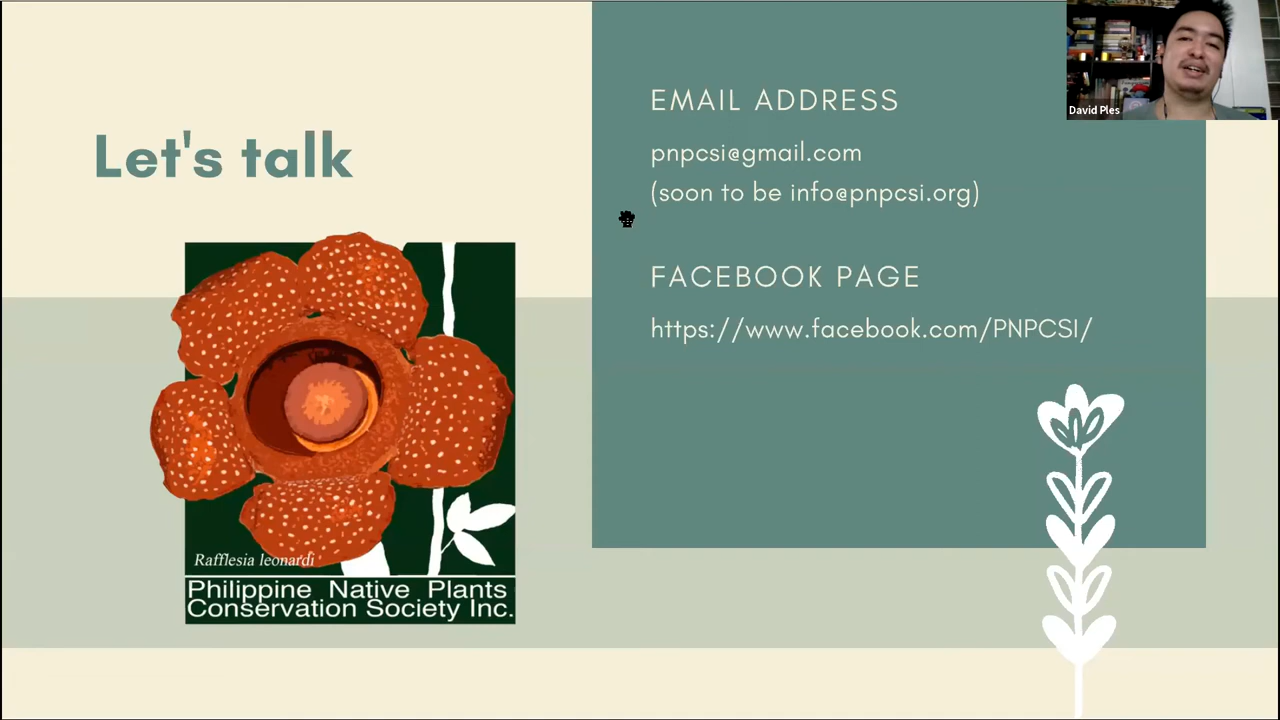 Let's talk
EMAIL ADDRESS
pnpcsi@gmail.com
(soon to be info@pnpcsi.org)
FACEBOOK PAGE
https://www.facebook.com/PNPCSI/
David Ples
Rafflesia leonardi
Philippine Native Plants
Conservation Society Inc.